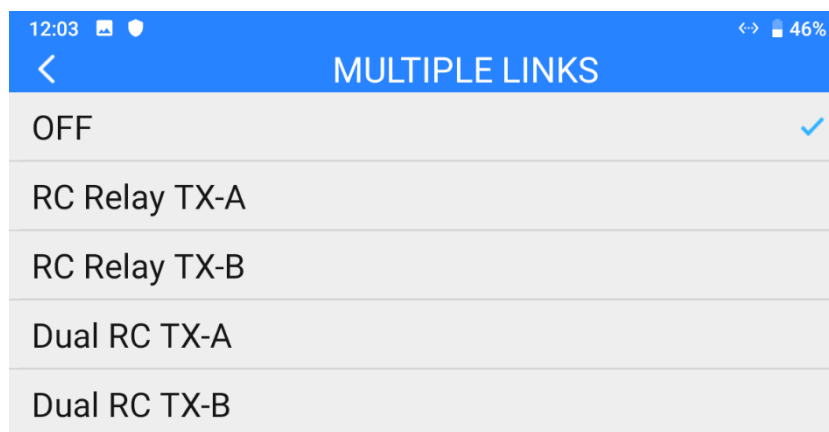 12:03 46%
MULTIPLE LINKS
OFF
RC Relay TX-A
RC Relay TX-B
Dual RC TX-A
Dual RC TX-B